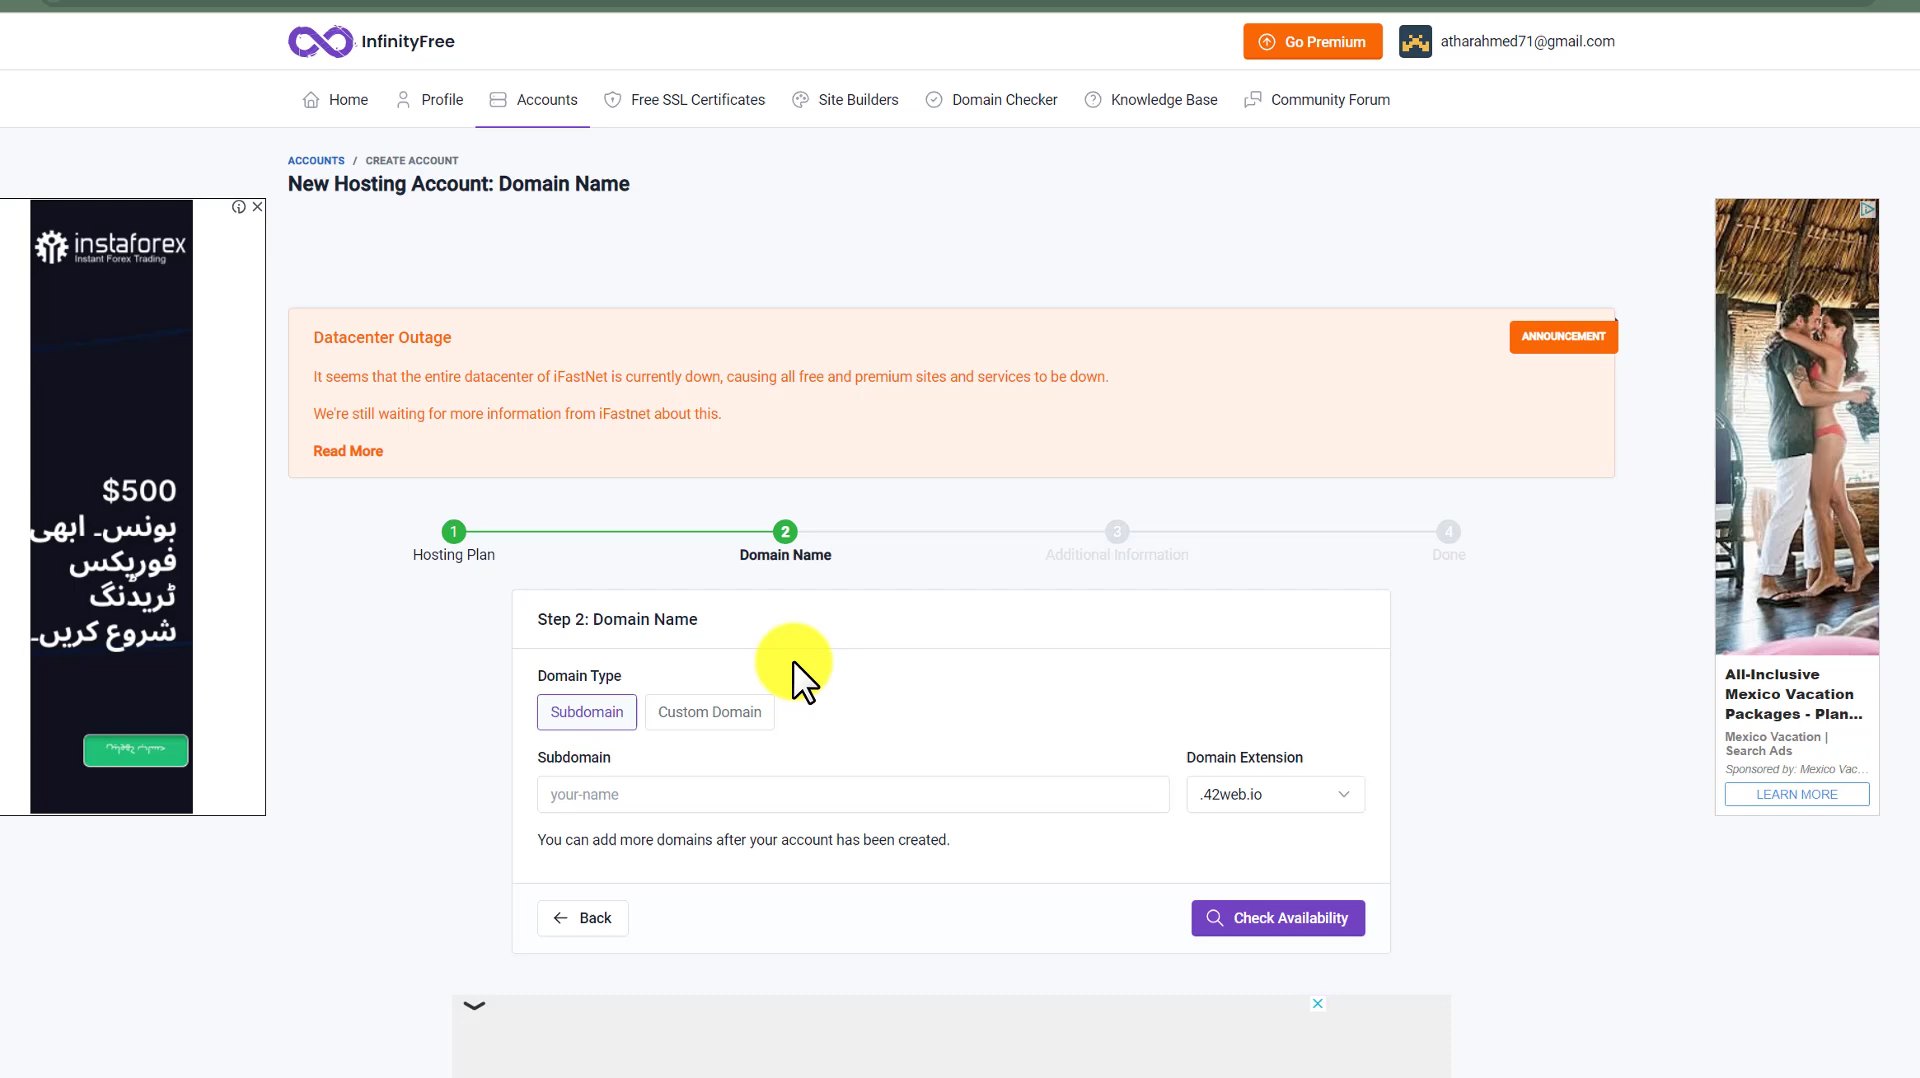 InfinityFree
Go Premium
atharahmed71@gmail.com
Home
Profile
Accounts
Free SSL Certificates
Site Builders
Domain Checker
Knowledge Base
Community Forum
ACCOUNTS / CREATE ACCOUNT
New Hosting Account: Domain Name
instaforex
Instant Forex Trading
$500
بونس۔ ابھی
فوریکس
ٹریڈنگ
شروع کریں۔
Datacenter Outage
ANNOUNCEMENT
It seems that the entire datacenter of iFastNet is currently down, causing all free and premium sites and services to be down.
We're still waiting for more information from iFastnet about this.
Read More
1
2
3
4
Hosting Plan
Domain Name
Additional Information
Done
Step 2: Domain Name
Domain Type
Subdomain
Custom Domain
Subdomain
Domain Extension
your-name
.42web.io
You can add more domains after your account has been created.
Back
Check Availability
All-Inclusive
Mexico Vacation
Packages - Plan...
Mexico Vacation |
Search Ads
Sponsored by: Mexico Vac...
LEARN MORE